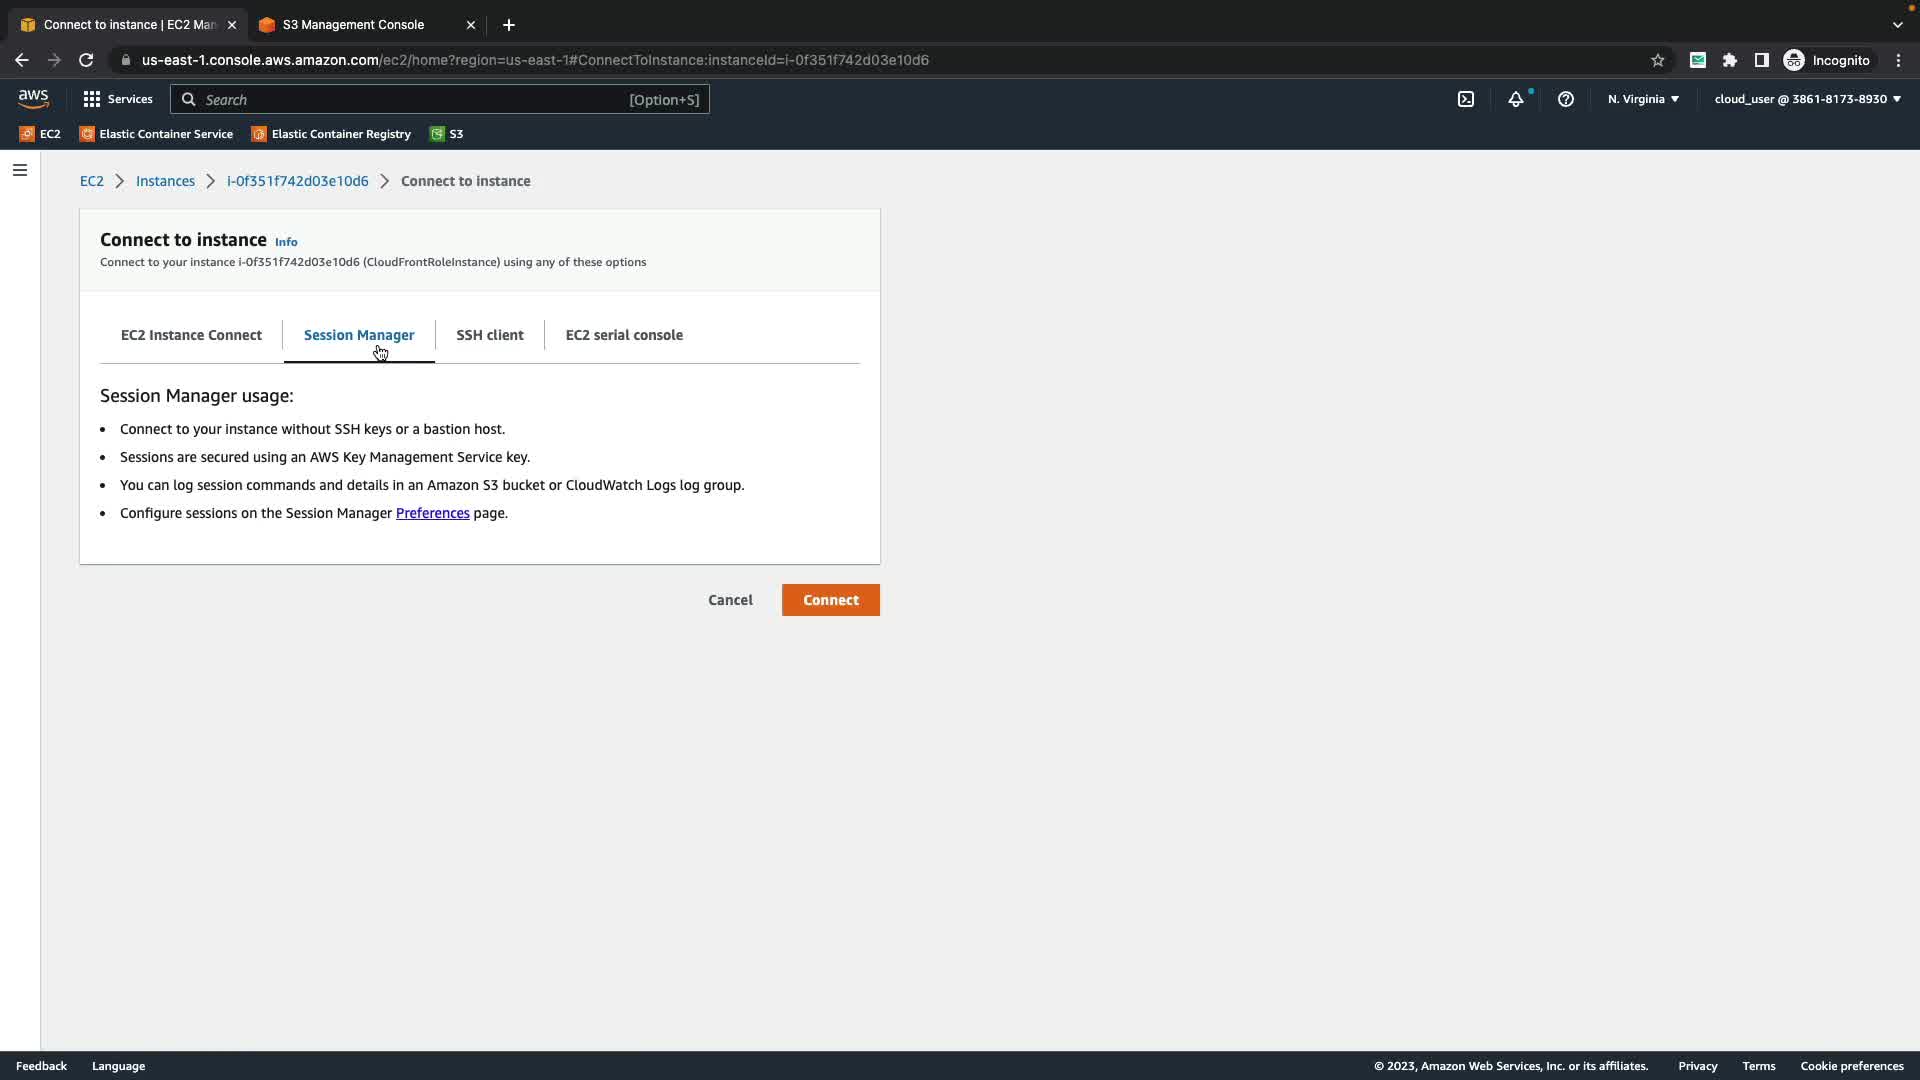 Connect to instance | EC2 Man
S3 Management Console
us-east-1.console.aws.amazon.com/ec2/home?region=us-east-1#ConnectToInstance:instanceId=i-0f351f742d03e10d6
Incognito
aws
Services
Search
[Option+S]
N. Virginia
cloud_user @ 3861-8173-8930
EC2
Elastic Container Service
Elastic Container Registry
S3
EC2
Instances
i-0f351f742d03e10d6
Connect to instance
Connect to instance Info
Connect to your instance i-0f351f742d03e10d6 (CloudFrontRoleInstance) using any of these options
EC2 Instance Connect
Session Manager
SSH client
EC2 serial console
Session Manager usage:
• Connect to your instance without SSH keys or a bastion host.
• Sessions are secured using an AWS Key Management Service key.
• You can log session commands and details in an Amazon S3 bucket or CloudWatch Logs log group.
• Configure sessions on the Session Manager Preferences page.
Cancel
Connect
Feedback
Language
© 2023, Amazon Web Services, Inc. or its affiliates.
Privacy
Terms
Cookie preferences